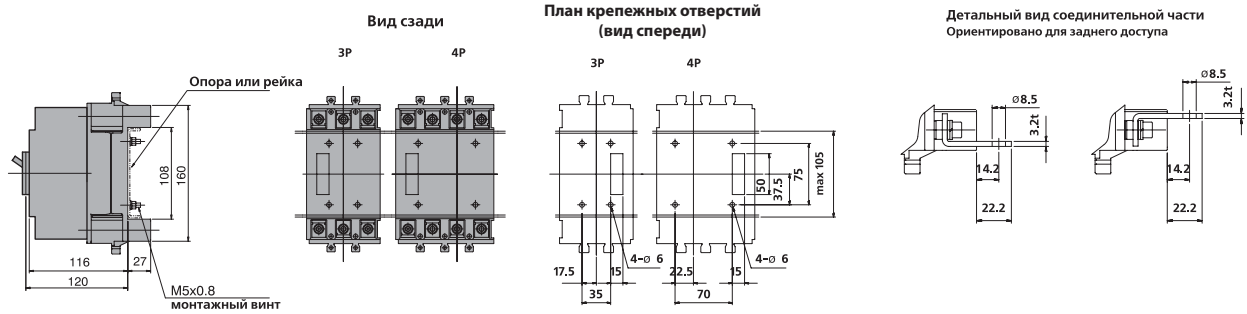 Вид сзади
3P
4P
Опора или рейка
108
160
116
27
120
M5x0.8
монтажный винт
План крепежных отверстий
(вид спереди)
3P
4P
50
37.5
75
max 105
4-ø 6
4-ø 6
17.5
15
22.5
15
35
70
Детальный вид соединительной части
Ориентировано для заднего доступа
ø8.5
3.2t
14.2
22.2
ø8.5
3.2t
14.2
22.2